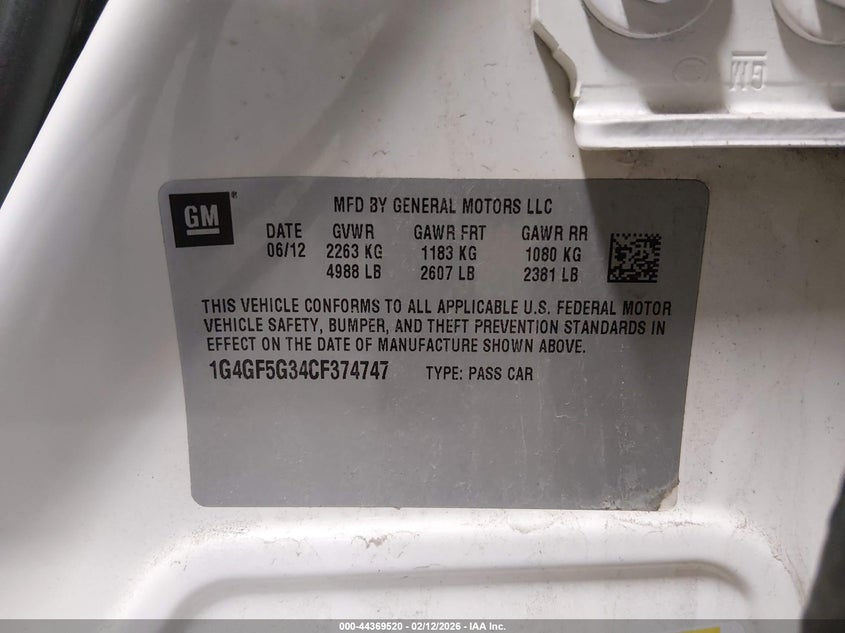 GM
GM
®
MFD BY GENERAL MOTORS LLC
DATE GVWR GAWR FRT GAWR RR
06/12 2263 KG 1183 KG 1080 KG
4988 LB 2607 LB 2381 LB
THIS VEHICLE CONFORMS TO ALL APPLICABLE U.S. FEDERAL MOTOR
VEHICLE SAFETY, BUMPER, AND THEFT PREVENTION STANDARDS IN
EFFECT ON THE DATE OF MANUFACTURE SHOWN ABOVE.
1G4GF5G34CF374747 TYPE: PASS CAR
000-44369520 - 02/12/2026 - IAA Inc.